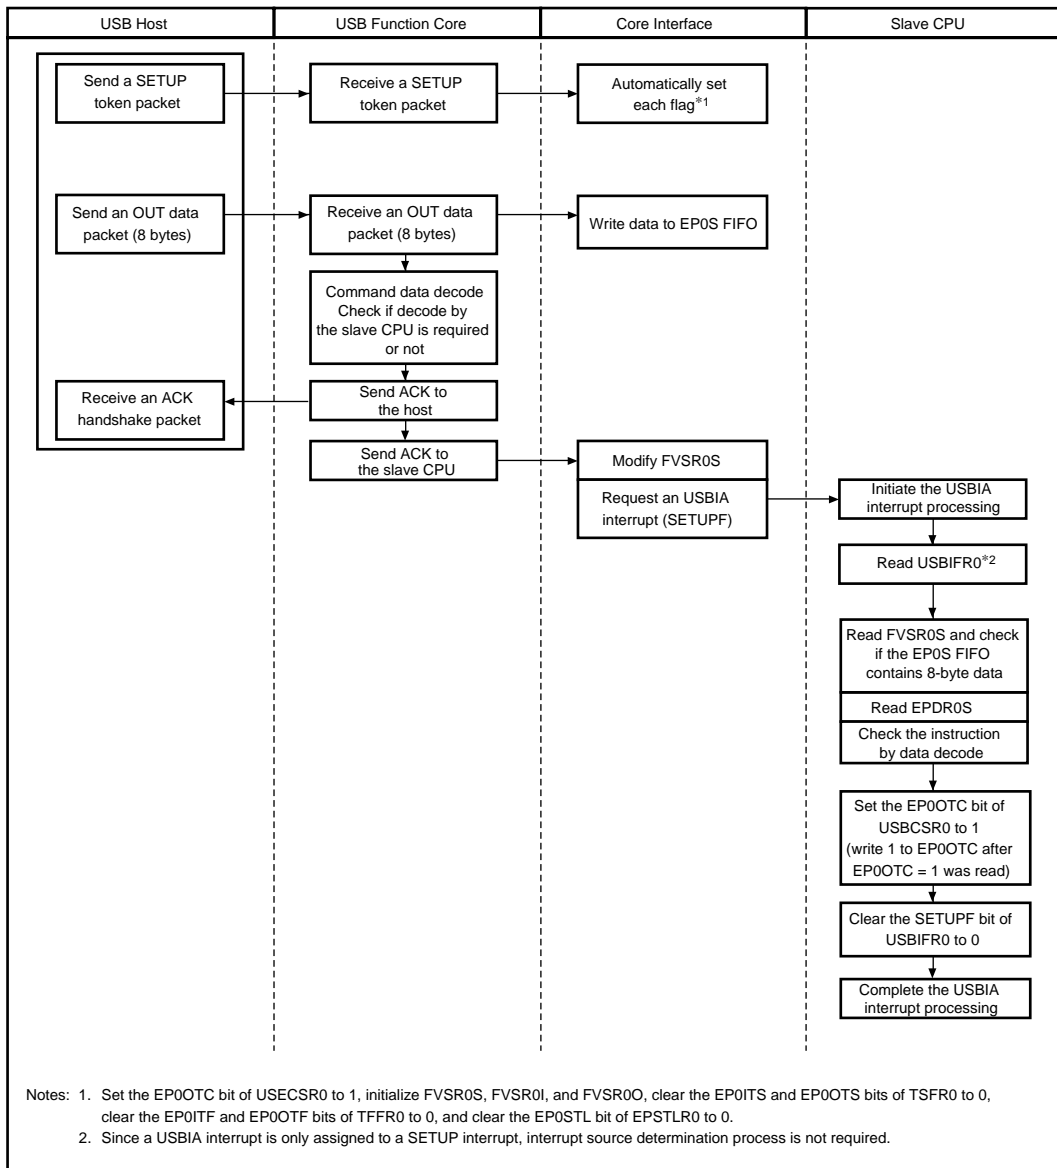 USB Host
USB Function Core
Core Interface
Slave CPU
Send a SETUP
token packet
Receive a SETUP
token packet
Automatically set
each flag*1
Send an OUT data
packet (8 bytes)
Receive an OUT data
packet (8 bytes)
Write data to EP0S FIFO
Command data decode
Check if decode by
the slave CPU is required
or not
Receive an ACK
handshake packet
Send ACK to
the host
Send ACK to
the slave CPU
Modify FVSR0S
Request an USBIA
interrupt (SETUPF)
Initiate the USBIA
interrupt processing
Read USBIFR0*2
Read FVSR0S and check
if the EP0S FIFO
contains 8-byte data
Read EPDR0S
Check the instruction
by data decode
Set the EP0OTC bit of
USBCSR0 to 1
(write 1 to EP0OTC after
EP0OTC = 1 was read)
Clear the SETUPF bit of
USBIFR0 to 0
Complete the USBIA
interrupt processing
Notes: 1. Set the EP0OTC bit of USECSR0 to 1, initialize FVSR0S, FVSR0I, and FVSR0O, clear the EP0ITS and EP0OTS bits of TSFR0 to 0,
clear the EP0ITF and EP0OTF bits of TFFR0 to 0, and clear the EP0STL bit of EPSTLR0 to 0.
2. Since a USBIA interrupt is only assigned to a SETUP interrupt, interrupt source determination process is not required.